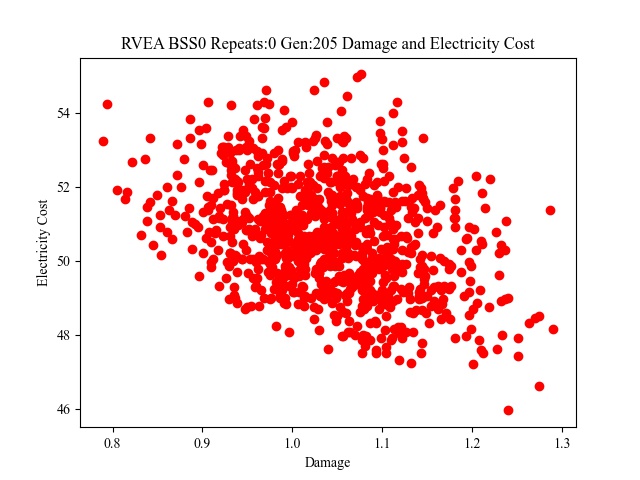 RVEA BSS0 Repeats:0 Gen:205 Damage and Electricity Cost
Electricity Cost
54
52
50
48
46
0.8 0.9 1.0 1.1 1.2 1.3
Damage